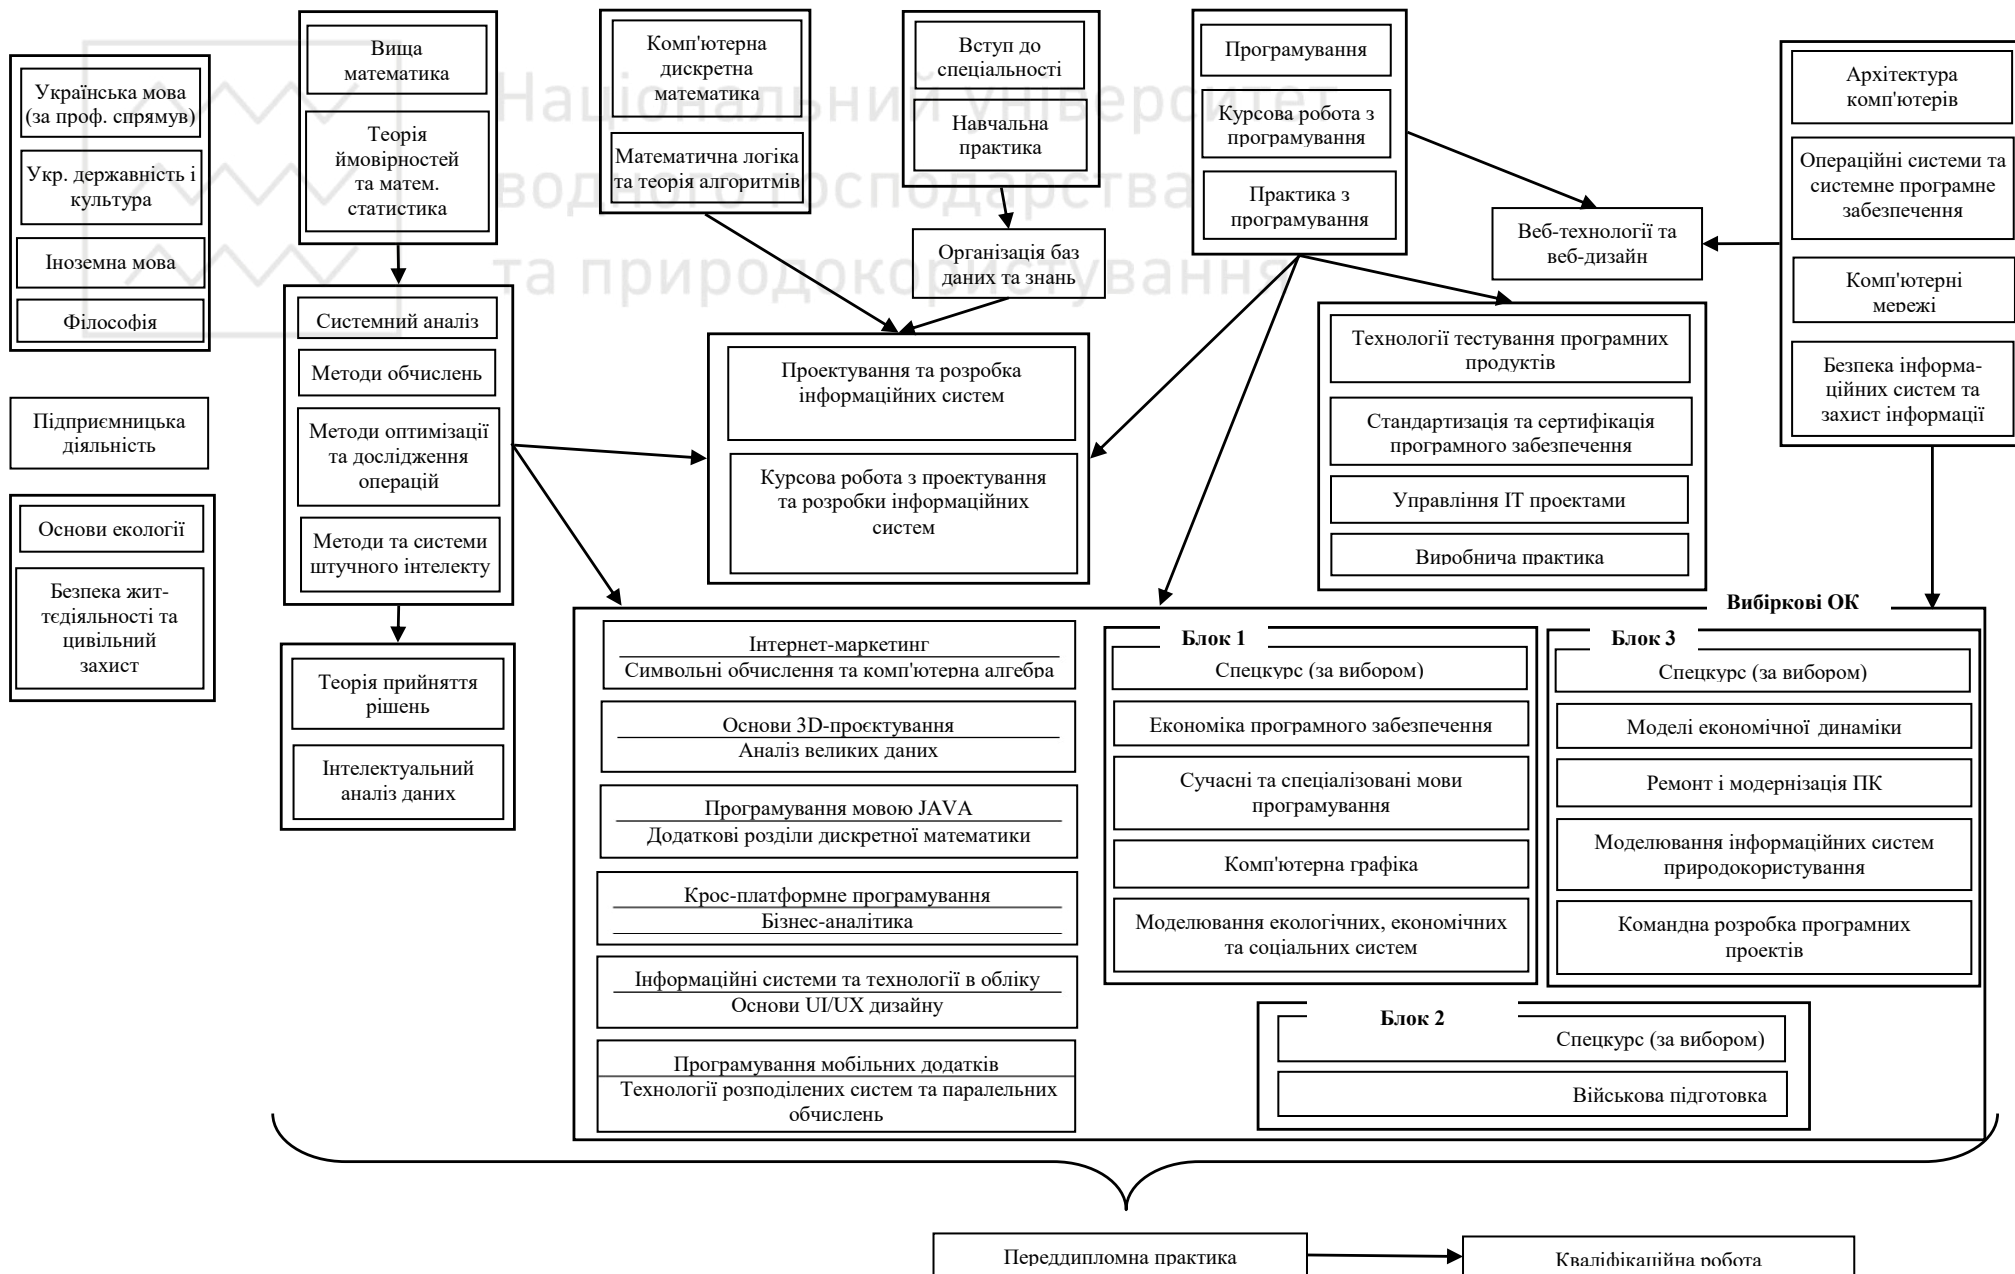 Національний університет
водного господарства
та природокористування
Українська мова
(за проф. спрямув)
Укр. державність і
культура
Іноземна мова
Філософія
Підприємницька
діяльність
Основи екології
Безпека жит-
тєдіяльності та
цивільний
захист
Вища
математика
Теорія
ймовірностей
та матем.
статистика
Системний аналіз
Методи обчислень
Методи оптимізації
та дослідження
операцій
Методи та системи
штучного інтелекту
Теорія прийняття
рішень
Інтелектуальний
аналіз даних
Комп'ютерна
дискретна
математика
Математична логіка
та теорія алгоритмів
Вступ до
спеціальності
Навчальна
практика
Організація баз
даних та знань
Проектування та розробка
інформаційних систем
Курсова робота з проектування
та розробки інформаційних
систем
Програмування
Курсова робота з
програмування
Практика з
програмування
Веб-технології та
веб-дизайн
Технології тестування програмних
продуктів
Стандартизація та сертифікація
програмного забезпечення
Управління ІТ проектами
Виробнича практика
Архітектура
комп'ютерів
Операційні системи та
системне програмне
забезпечення
Комп'ютерні
мережі
Безпека інформа-
ційних систем та
захист інформації
Вибіркові ОК
Інтернет-маркетинг
Символьні обчислення та комп'ютерна алгебра
Основи 3D-проєктування
Аналіз великих даних
Програмування мовою JAVA
Додаткові розділи дискретної математики
Крос-платформне програмування
Бізнес-аналітика
Інформаційні системи та технології в обліку
Основи UI/UX дизайну
Програмування мобільних додатків
Технології розподілених систем та паралельних
обчислень
Блок 1
Спецкурс (за вибором)
Економіка програмного забезпечення
Сучасні та спеціалізовані мови
програмування
Комп'ютерна графіка
Моделювання екологічних, економічних
та соціальних систем
Блок 3
Спецкурс (за вибором)
Моделі економічної динаміки
Ремонт і модернізація ПК
Моделювання інформаційних систем
природокористування
Командна розробка програмних
проектів
Блок 2
Спецкурс (за вибором)
Військова підготовка
Переддипломна практика
Кваліфікаційна робота